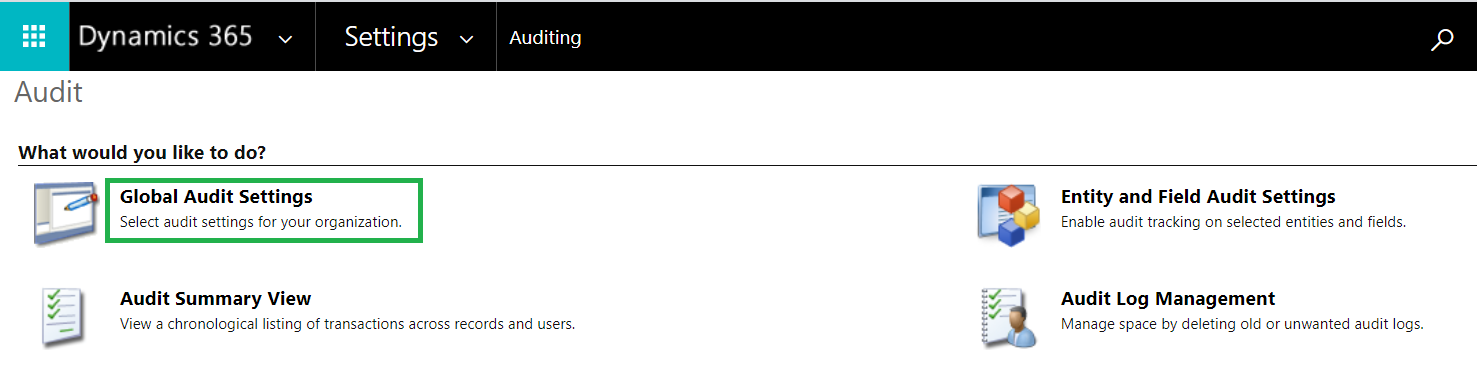 Dynamics 365 Settings Auditing
Audit
What would you like to do?
Global Audit Settings
Select audit settings for your organization.
Entity and Field Audit Settings
Enable audit tracking on selected entities and fields.
Audit Summary View
View a chronological listing of transactions across records and users.
Audit Log Management
Manage space by deleting old or unwanted audit logs.